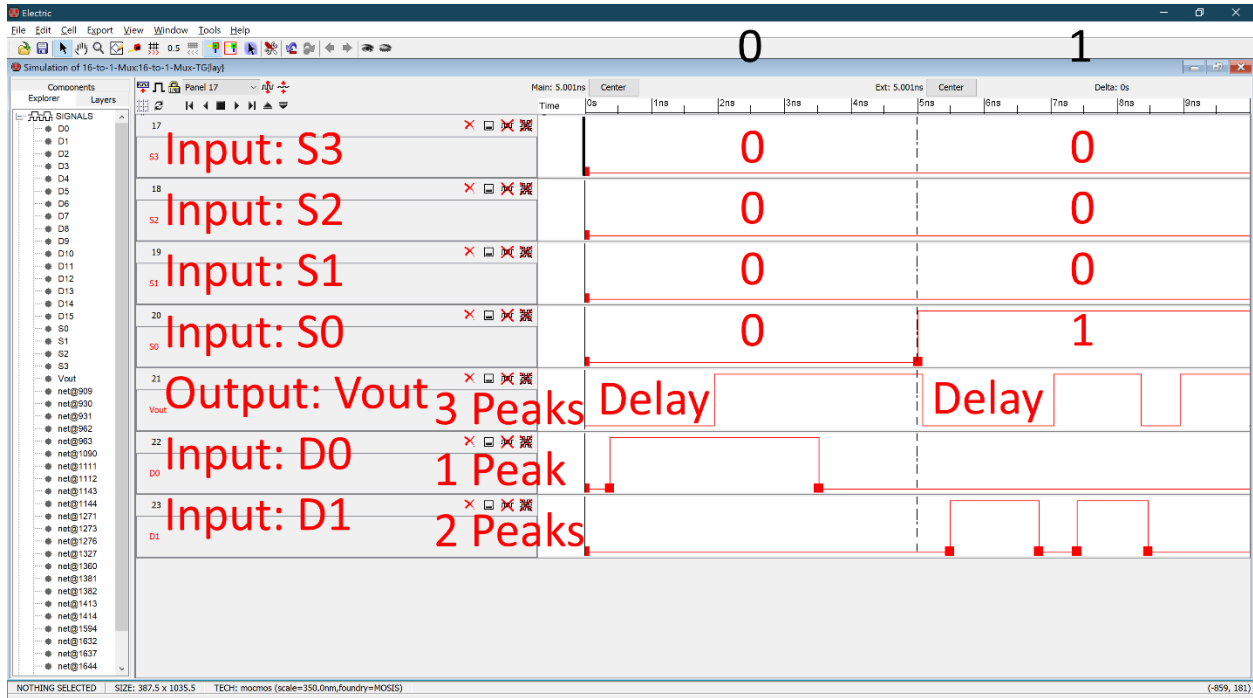 Electric
File Edit Cell Export View Window Tools Help
0.5
0 1
Simulation of 16-to-1-Mux:16-to-1-Mux-TG{lay}
Components
Explorer Layers
Panel 17
Main: 5.001ns Center Ext: 5.001ns Center Delta: 0s
Time 0s 1ns 2ns 3ns 4ns 5ns 6ns 7ns 8ns 9ns
SIGNALS
D0
D1
D2
D3
D4
D5
D6
D7
D8
D9
D10
D11
D12
D13
D14
D15
S0
S1
S2
S3
Vout
net@909
net@930
net@931
net@962
net@963
net@1090
net@1111
net@1112
net@1143
net@1144
net@1271
net@1273
net@1276
net@1327
net@1360
net@1381
net@1382
net@1413
net@1414
net@1594
net@1632
net@1637
net@1644
17
S3 Input: S3 0 0
18
S2 Input: S2 0 0
19
S1 Input: S1 0 0
20
S0 Input: S0 0 1
21
Vout Output: Vout 3 Peaks Delay Delay
22
D0 Input: D0 1 Peak
23
D1 Input: D1 2 Peaks
NOTHING SELECTED SIZE: 387.5 x 1035.5 TECH: mocmos (scale=350.0nm,foundry=MOSIS) (-859, 181)